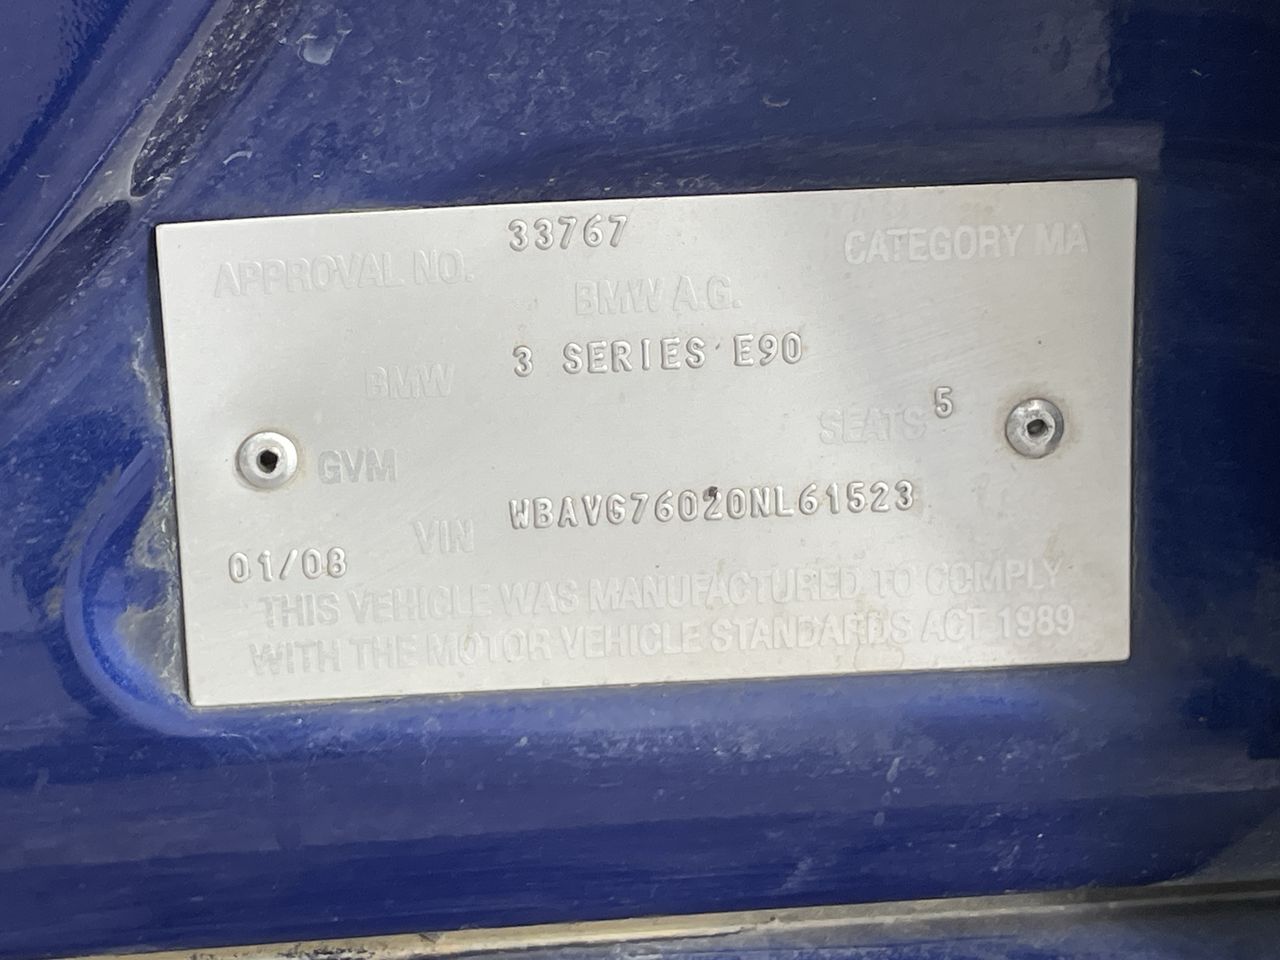 APPROVAL NO. 33767 CATEGORY MA
BMW A.G.
BMW 3 SERIES E90
SEATS 5
GVM
VIN WBAVG76020NL61523
01/08
THIS VEHICLE WAS MANUFACTURED TO COMPLY
WITH THE MOTOR VEHICLE STANDARDS ACT 1989